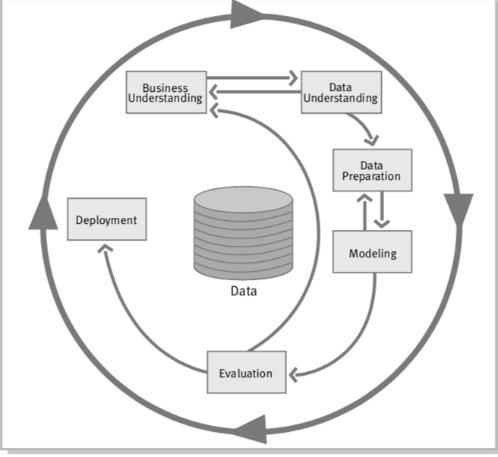 Business
Understanding
Data
Understanding
Data
Preparation
Modeling
Evaluation
Deployment
Data